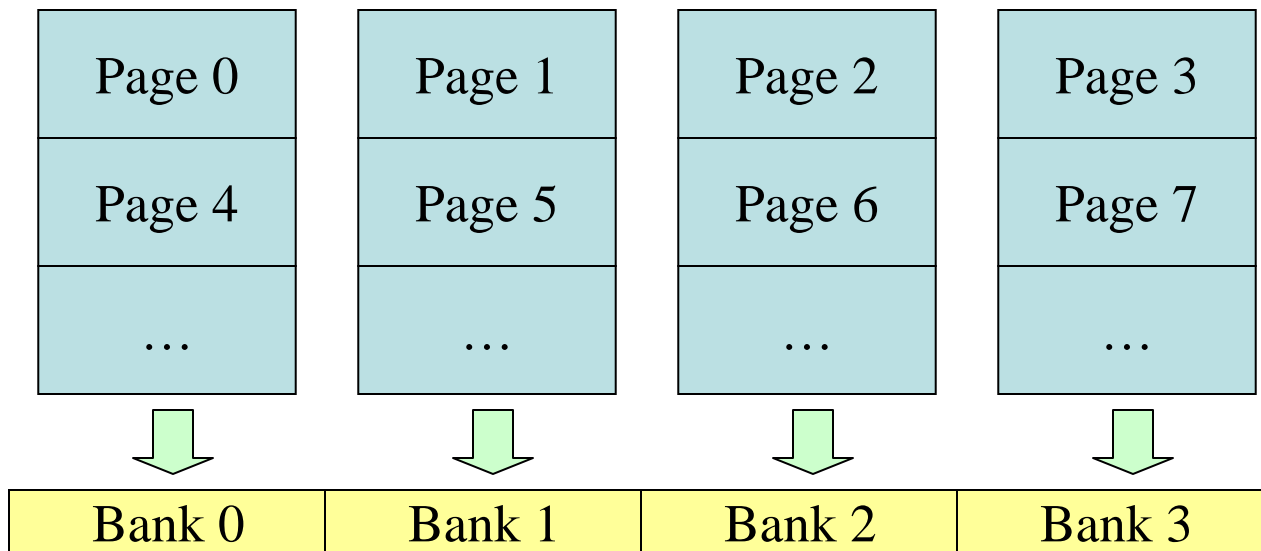 Page 0 Page 1 Page 2 Page 3
Page 4 Page 5 Page 6 Page 7
… … … …
Bank 0 Bank 1 Bank 2 Bank 3